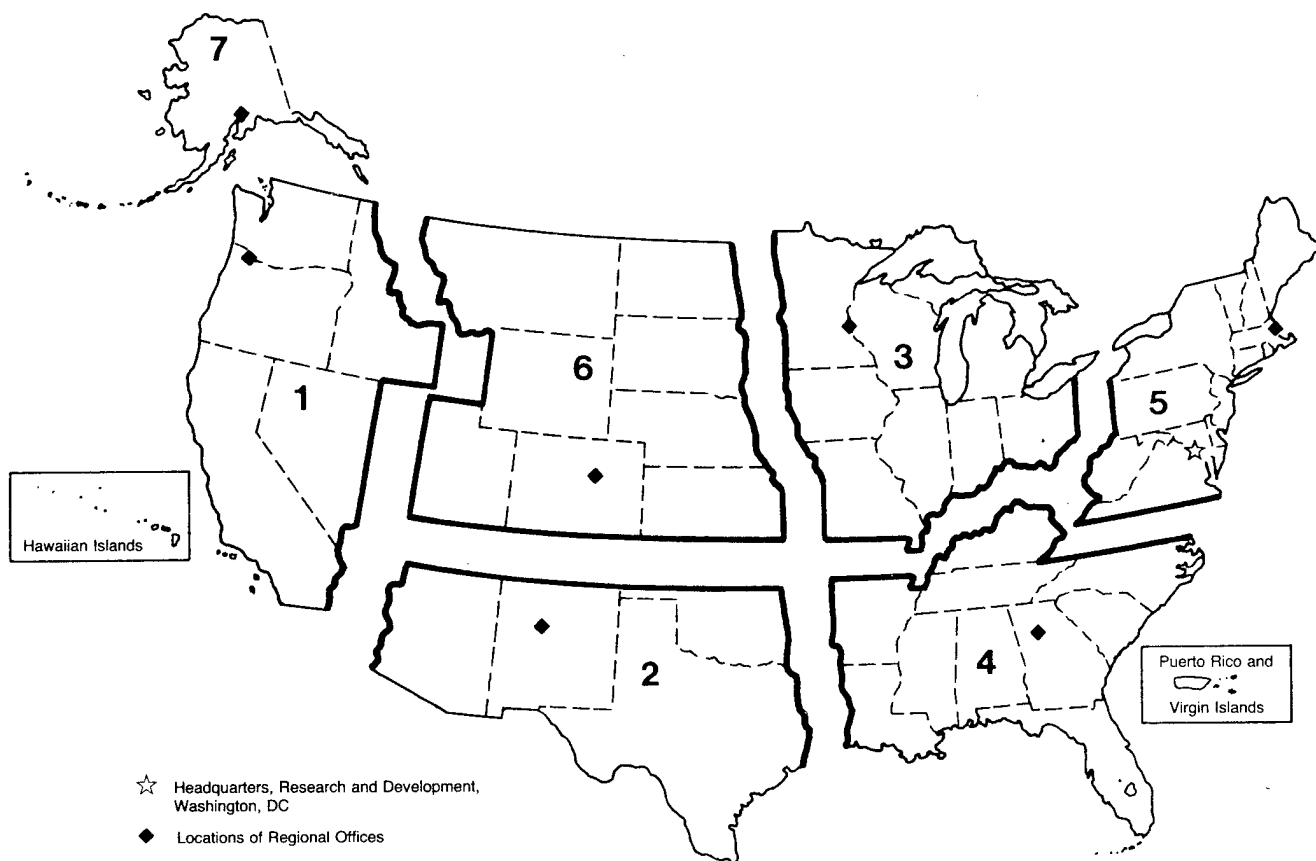 7
6
3
5
1
Hawaiian Islands
4
2
Puerto Rico and
Virgin Islands
Headquarters, Research and Development,
Washington, DC
Locations of Regional Offices